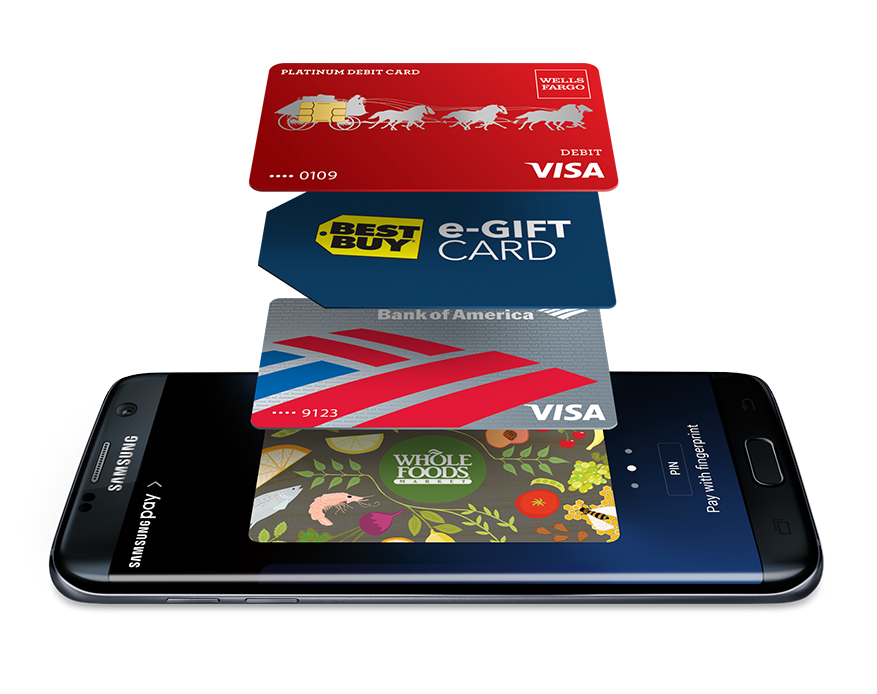 PLATINUM DEBIT CARD
WELLS
FARGO
DEBIT
•••• 0109
VISA
BEST
BUY
e-GIFT
CARD
Bank of America
•••• 9123
VISA
WHOLE
FOODS
MARKET
SAMSUNG
SAMSUNG pay
PIN
Pay with fingerprint